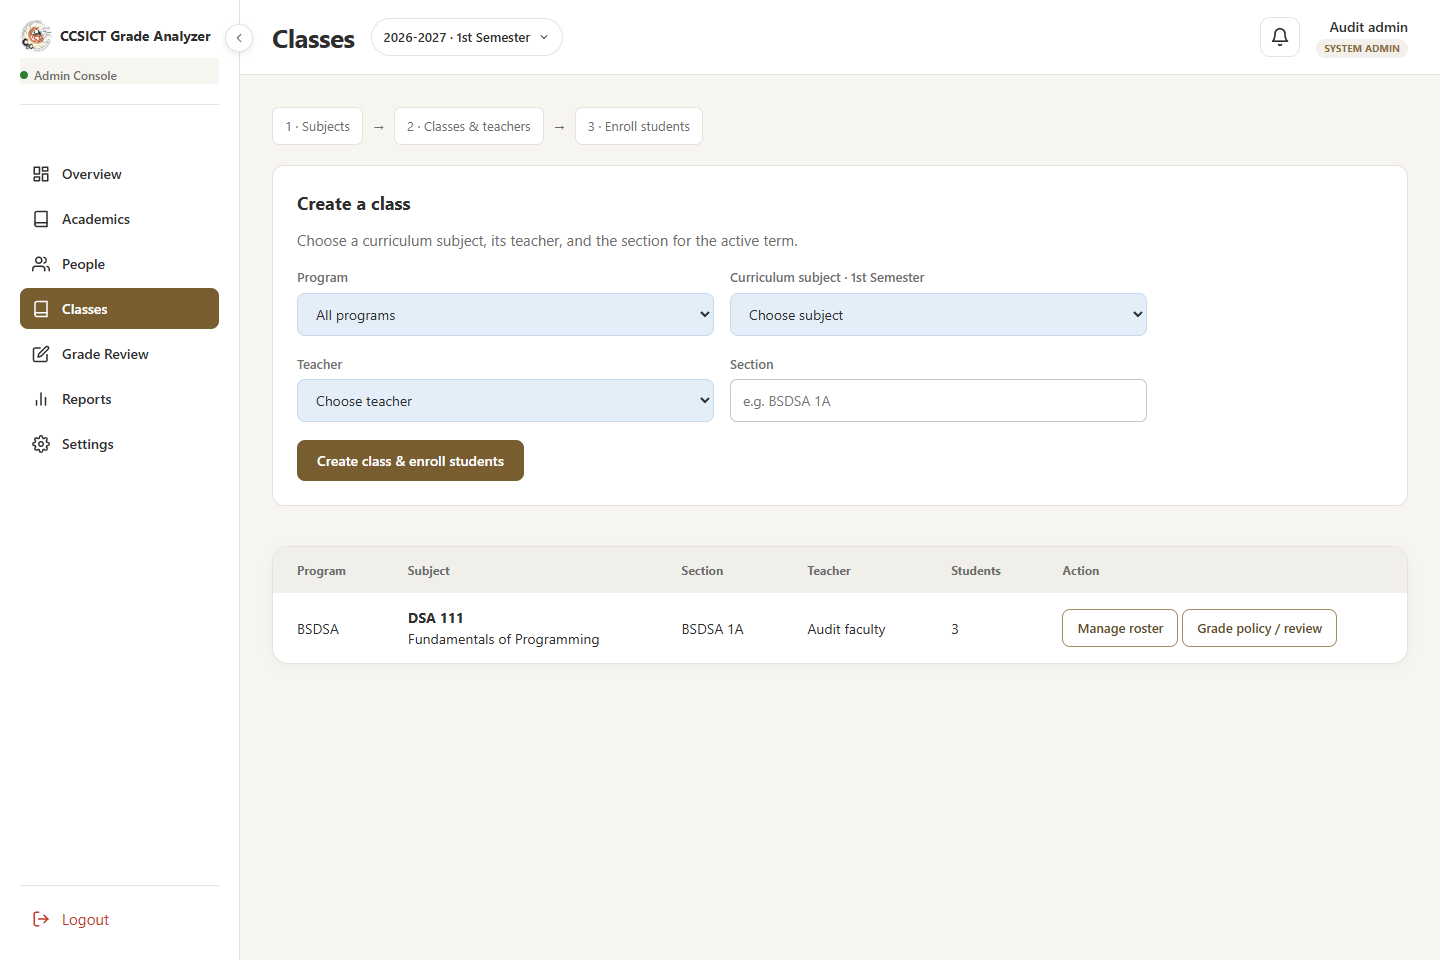 CCSICT Grade Analyzer
Admin Console
Classes
2026-2027 · 1st Semester
Audit admin
SYSTEM ADMIN
Overview
Academics
People
Classes
Grade Review
Reports
Settings
Logout
1 · Subjects → 2 · Classes & teachers → 3 · Enroll students
Create a class
Choose a curriculum subject, its teacher, and the section for the active term.
Program
Curriculum subject · 1st Semester
All programs
Choose subject
Teacher
Section
Choose teacher
e.g. BSDSA 1A
Create class & enroll students
Program Subject Section Teacher Students Action
BSDSA
DSA 111
Fundamentals of Programming
BSDSA 1A
Audit faculty
3
Manage roster
Grade policy / review